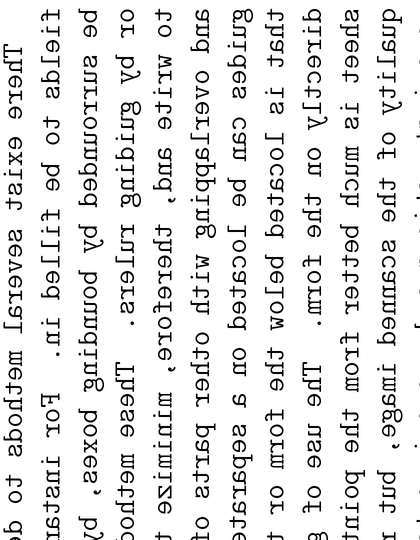 There exist several methods to de
fields to be filled in. For instan
be surrounded by bounding boxes, by
or by guiding rulers. These method
to write and, therefore, minimize t
and overlapping with other parts o
guides can be located on a separate
that is located below the form or t
directly on the form. The use of g
sheet is much better from the point
quality of the scanned image, but r